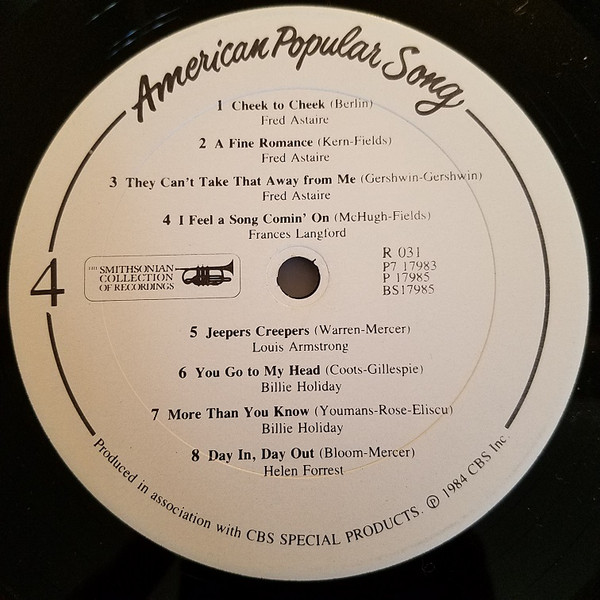 American Popular Song
1 Cheek to Cheek (Berlin)
Fred Astaire
2 A Fine Romance (Kern-Fields)
Fred Astaire
3 They Can't Take That Away from Me (Gershwin-Gershwin)
Fred Astaire
4 I Feel a Song Comin' On (McHugh-Fields)
Frances Langford
4
THE SMITHSONIAN
COLLECTION
OF RECORDINGS
R 031
P7 17983
P 17985
BS17985
5 Jeepers Creepers (Warren-Mercer)
Louis Armstrong
6 You Go to My Head (Coots-Gillespie)
Billie Holiday
7 More Than You Know (Youmans-Rose-Eliscu)
Billie Holiday
8 Day In, Day Out (Bloom-Mercer)
Helen Forrest
Produced in association with CBS SPECIAL PRODUCTS. ℗ 1984 CBS Inc